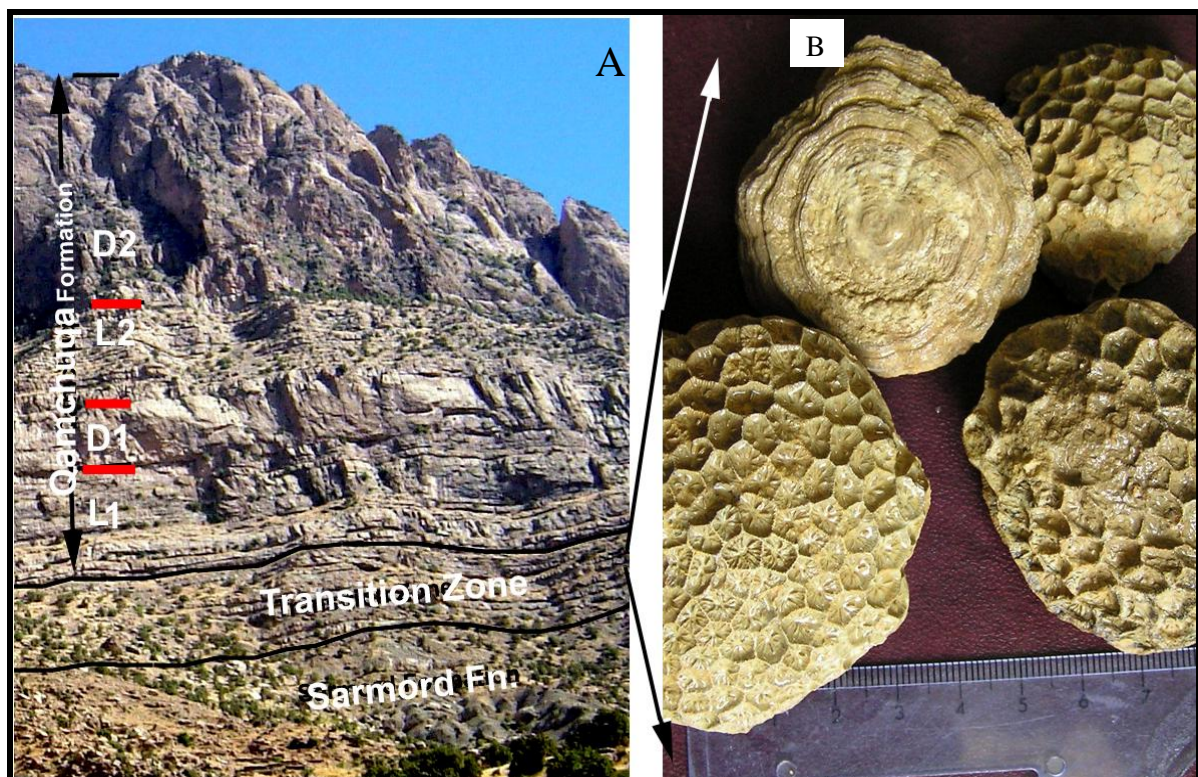 A
B
Qamchuqa Formation
D2
L2
D1
L1
Transition Zone
Sarmord Fn.
2 3 4 5 6 7